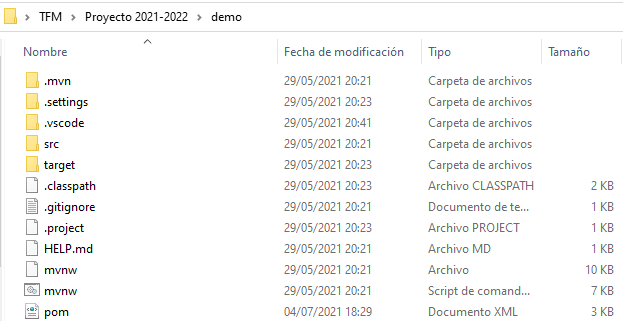 TFM > Proyecto 2021-2022 > demo
Nombre Fecha de modificación Tipo Tamaño
.mvn 29/05/2021 20:21 Carpeta de archivos
.settings 29/05/2021 20:23 Carpeta de archivos
.vscode 29/05/2021 20:41 Carpeta de archivos
src 29/05/2021 20:21 Carpeta de archivos
target 29/05/2021 20:23 Carpeta de archivos
.classpath 29/05/2021 20:23 Archivo CLASSPATH 2 KB
.gitignore 29/05/2021 20:21 Documento de te... 1 KB
.project 29/05/2021 20:23 Archivo PROJECT 1 KB
HELP.md 29/05/2021 20:21 Archivo MD 1 KB
mvnw 29/05/2021 20:21 Archivo 10 KB
mvnw 29/05/2021 20:21 Script de comand... 7 KB
pom 04/07/2021 18:29 Documento XML 3 KB